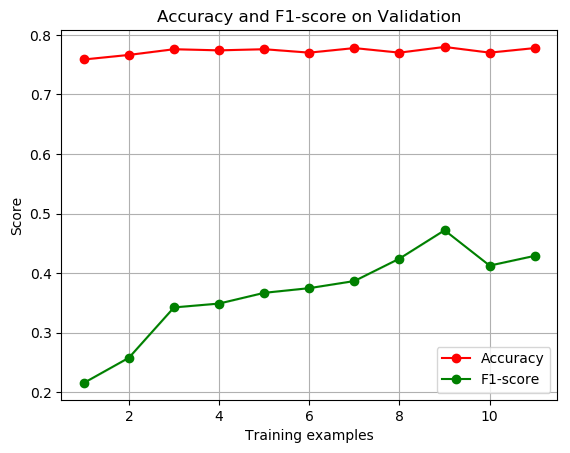 Accuracy and F1-score on Validation
0.8
0.7
0.6
0.5
0.4
0.3
0.2
Score
Accuracy
F1-score
2
4
6
8
10
Training examples